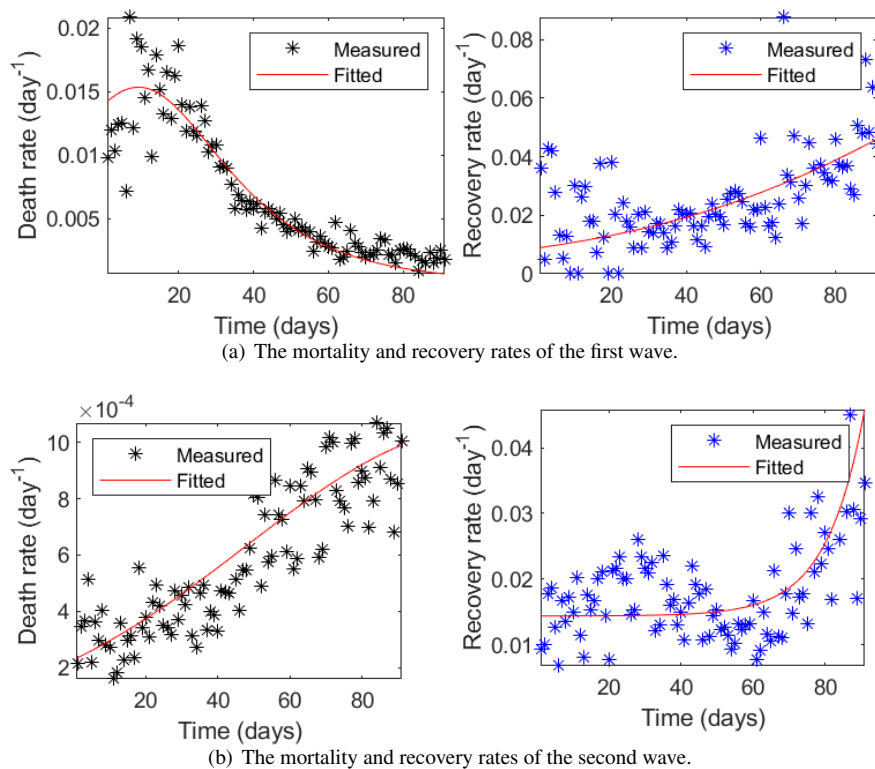 0.02
0.015
0.01
0.005
Death rate (day⁻¹)
Measured
Fitted
20 40 60 80
Time (days)
0.08
0.06
0.04
0.02
0
Recovery rate (day⁻¹)
Measured
Fitted
20 40 60 80
Time (days)
(a) The mortality and recovery rates of the first wave.
×10⁻⁴
10
8
6
4
2
Death rate (day⁻¹)
Measured
Fitted
20 40 60 80
Time (days)
0.04
0.03
0.02
0.01
Recovery rate (day⁻¹)
Measured
Fitted
20 40 60 80
Time (days)
(b) The mortality and recovery rates of the second wave.